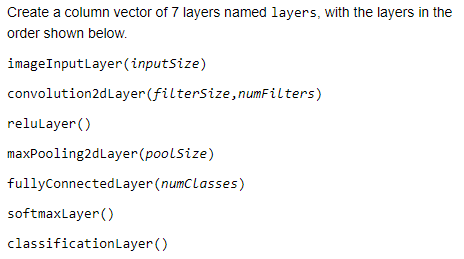 Create a column vector of 7 layers named layers, with the layers in the
order shown below.
imageInputLayer(inputSize)
convolution2dLayer(filterSize,numFilters)
reluLayer()
maxPooling2dLayer(poolSize)
fullyConnectedLayer(numClasses)
softmaxLayer()
classificationLayer()